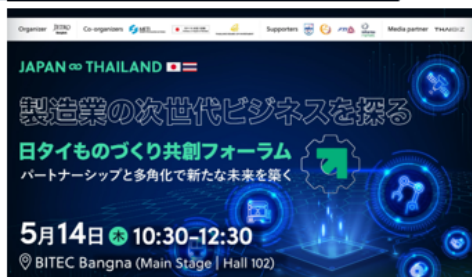 Organizer JETRO Co-organizers Supporters Media partner THAIBIZ
JAPAN ∞ THAILAND
製造業の次世代ビジネスを探る
日タイものづくり共創フォーラム
パートナーシップと多角化で新たな未来を築く
5月14日 木 10:30–12:30
BITEC Bangna (Main Stage | Hall 102)